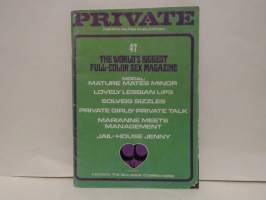 PRIVATE
47
THE WORLD'S BIGGEST
FULL-COLOR SEX MAGAZINE
MATURE MATES MINOR
LOVELY LESBIAN LIPS
SOLVEIG SIZZLES
PRIVATE GIRLS' PRIVATE TALK
MARIANNE MEETS
MANAGEMENT
JAIL-HOUSE JENNY